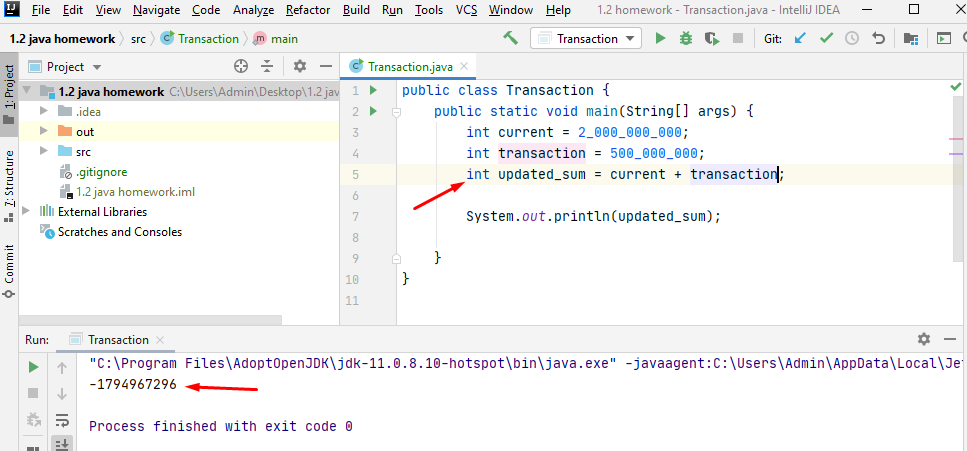 File Edit View Navigate Code Analyze Refactor Build Run Tools VCS Window Help 1.2 homework - Transaction.java - IntelliJ IDEA
1.2 java homework src Transaction main Transaction Git:
Project
Transaction.java
1: Project
7: Structure
Commit
1.2 java homework C:\Users\Admin\Desktop\1.2 jav
.idea
out
src
.gitignore
1.2 java homework.iml
External Libraries
Scratches and Consoles
1 public class Transaction {
2 public static void main(String[] args) {
3 int current = 2_000_000_000;
4 int transaction = 500_000_000;
5 int updated_sum = current + transaction;
6
7 System.out.println(updated_sum);
8
9 }
10 }
11
Run: Transaction
"C:\Program Files\AdoptOpenJDK\jdk-11.0.8.10-hotspot\bin\java.exe" -javaagent:C:\Users\Admin\AppData\Local\Jet
-1794967296
Process finished with exit code 0